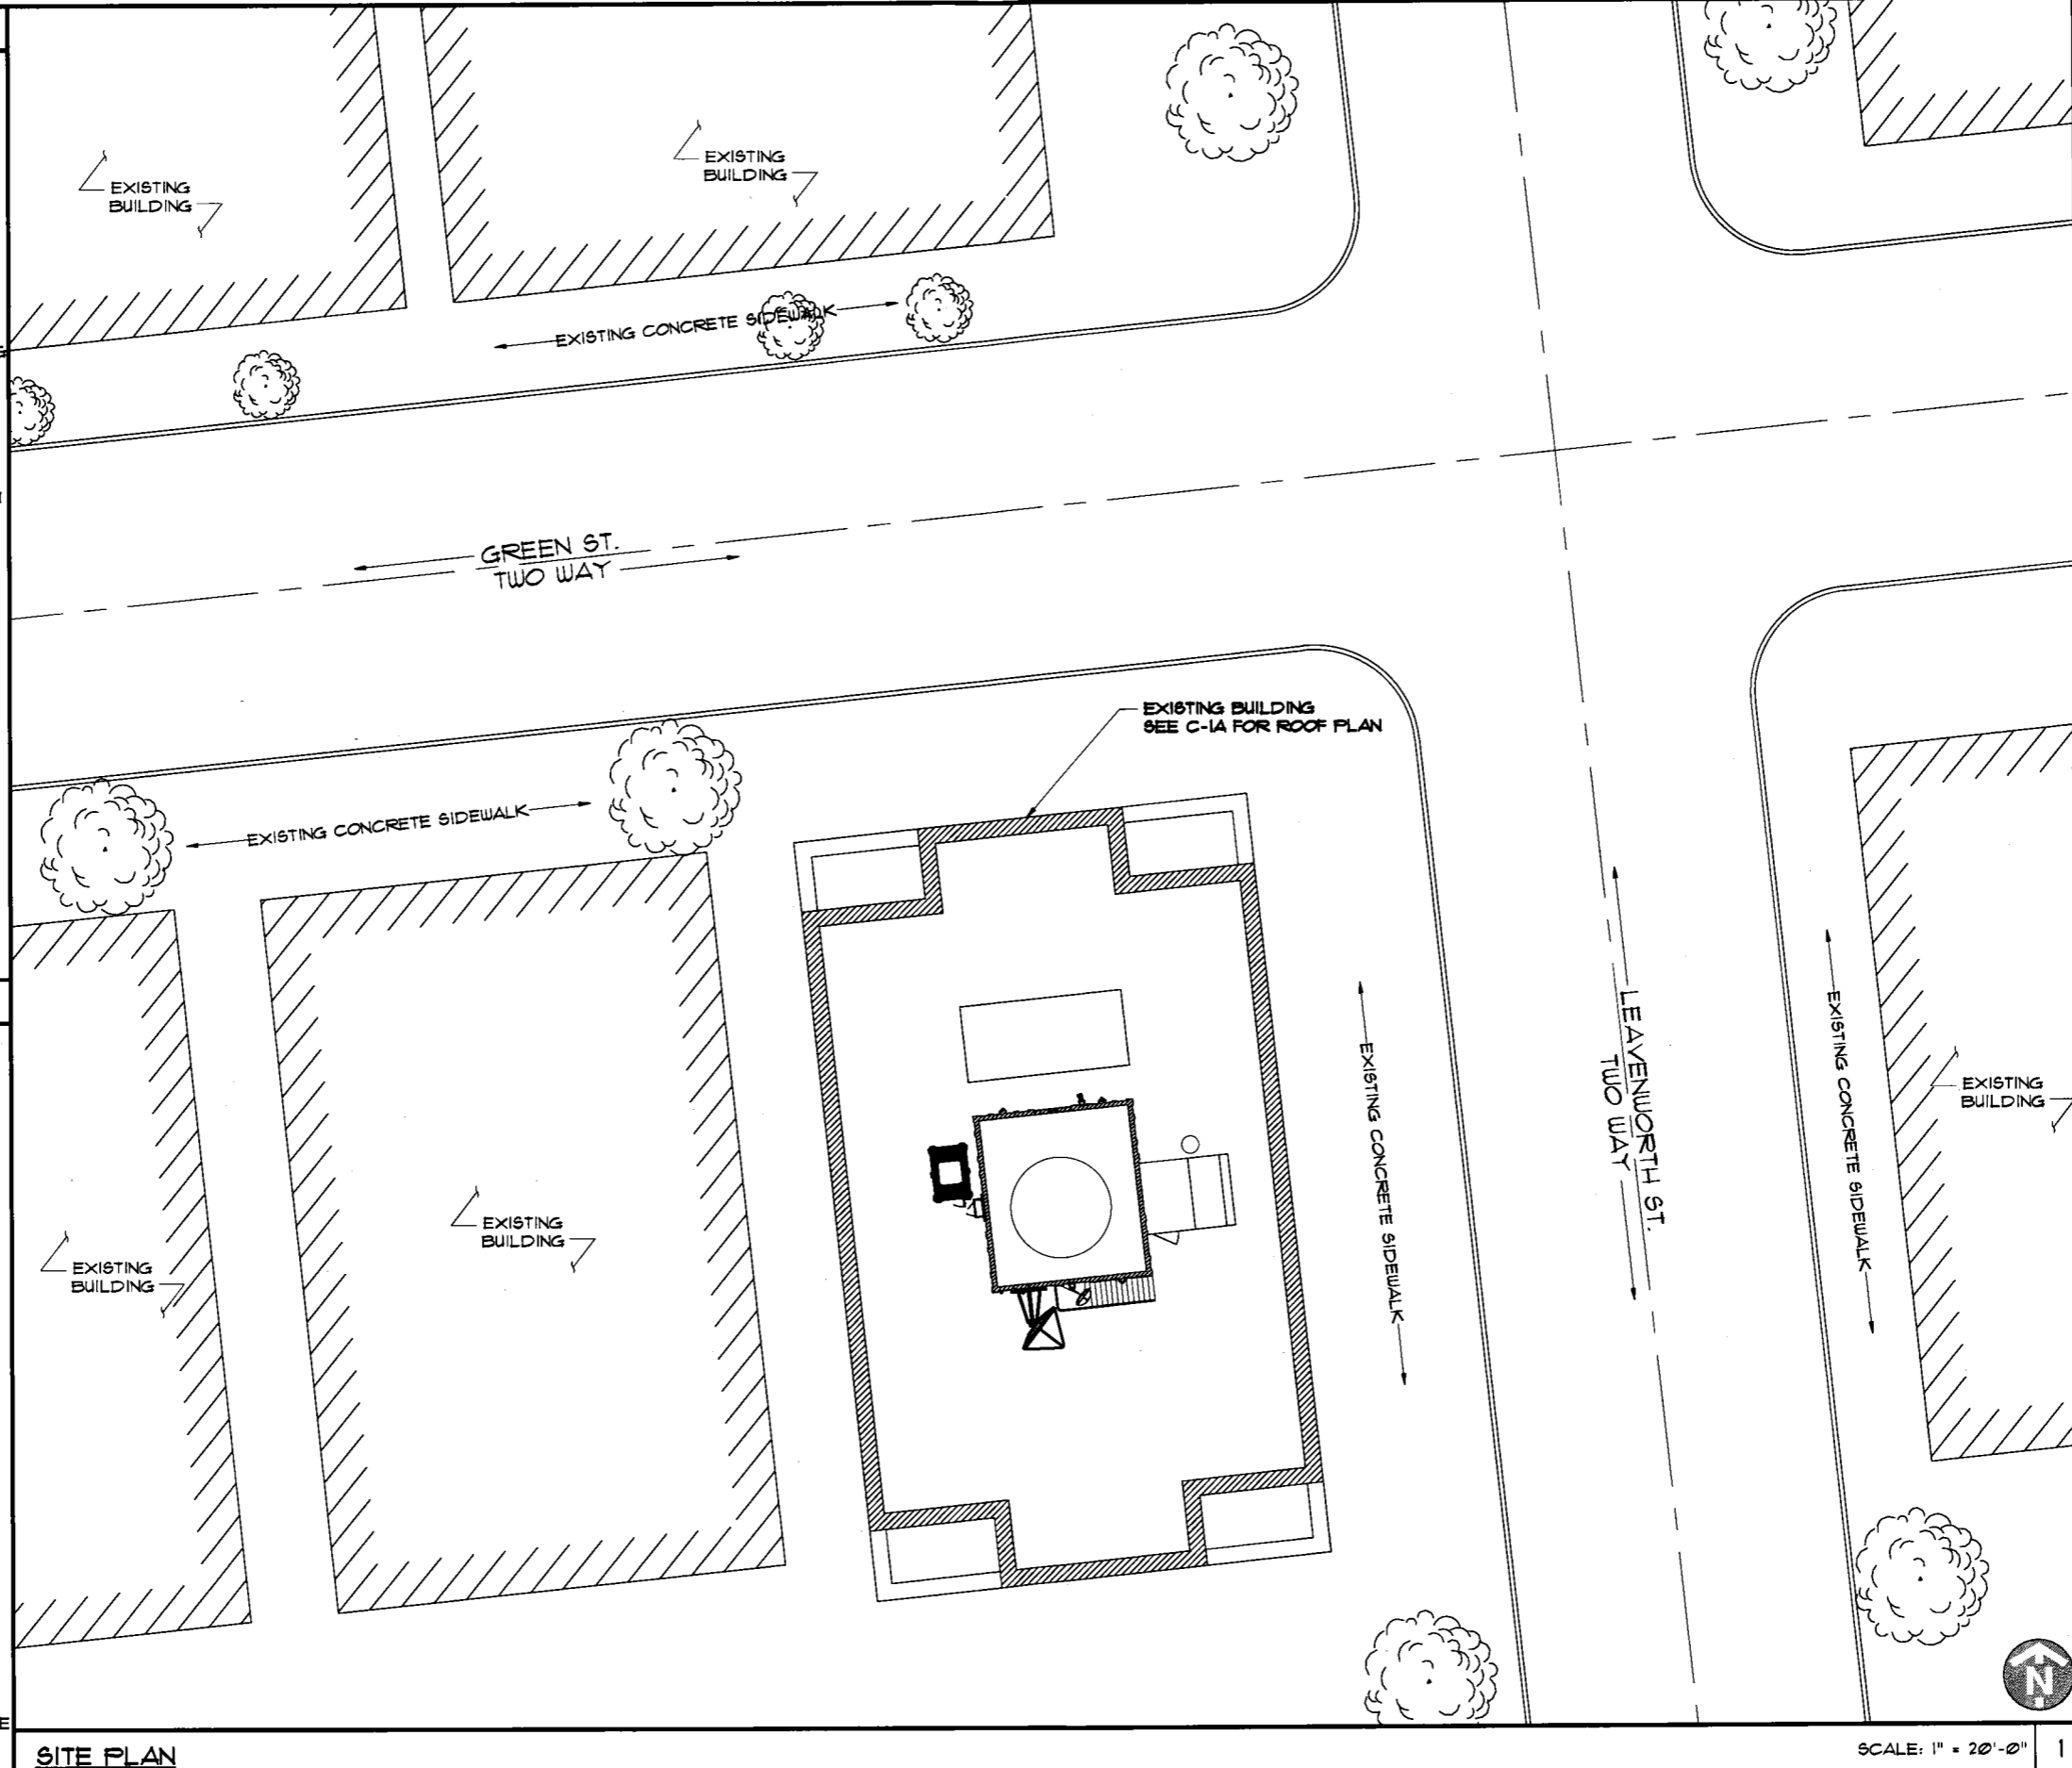 EXISTING
BUILDING
EXISTING
BUILDING
EXISTING CONCRETE SIDEWALK
GREEN ST.
TWO WAY
EXISTING BUILDING
SEE C-1A FOR ROOF PLAN
EXISTING CONCRETE SIDEWALK
EXISTING CONCRETE SIDEWALK
LEAVENWORTH ST.
TWO WAY
EXISTING CONCRETE SIDEWALK
EXISTING
BUILDING
EXISTING
BUILDING
EXISTING
BUILDING
N
SITE PLAN
SCALE: 1" = 20'-0"
1